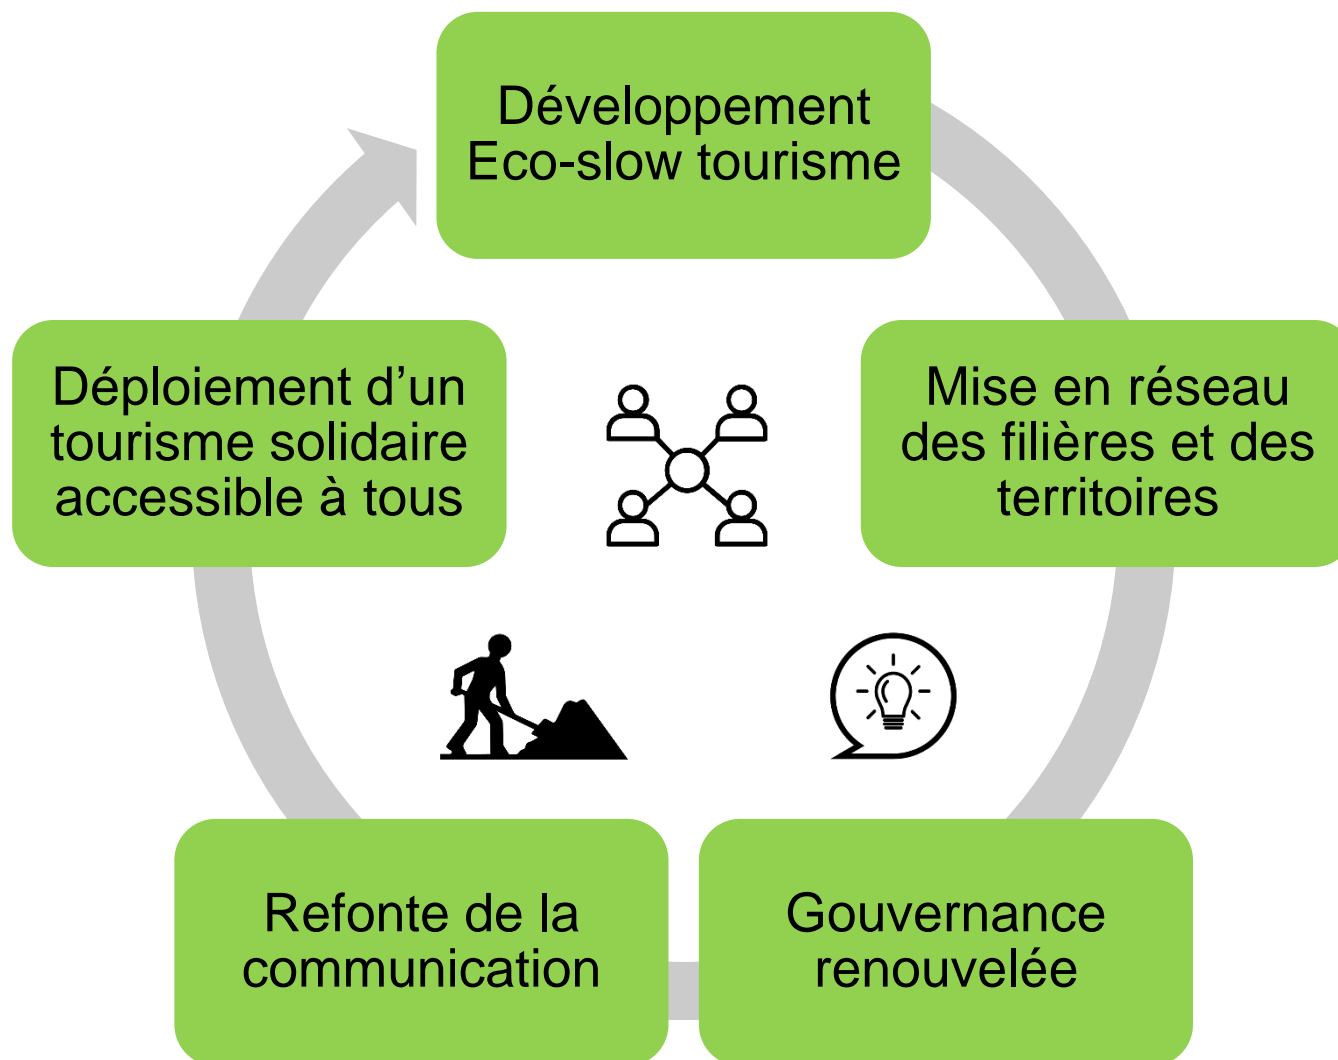 Développement
Eco-slow tourisme
Mise en réseau
des filières et des
territoires
Gouvernance
renouvelée
Refonte de la
communication
Déploiement d’un
tourisme solidaire
accessible à tous